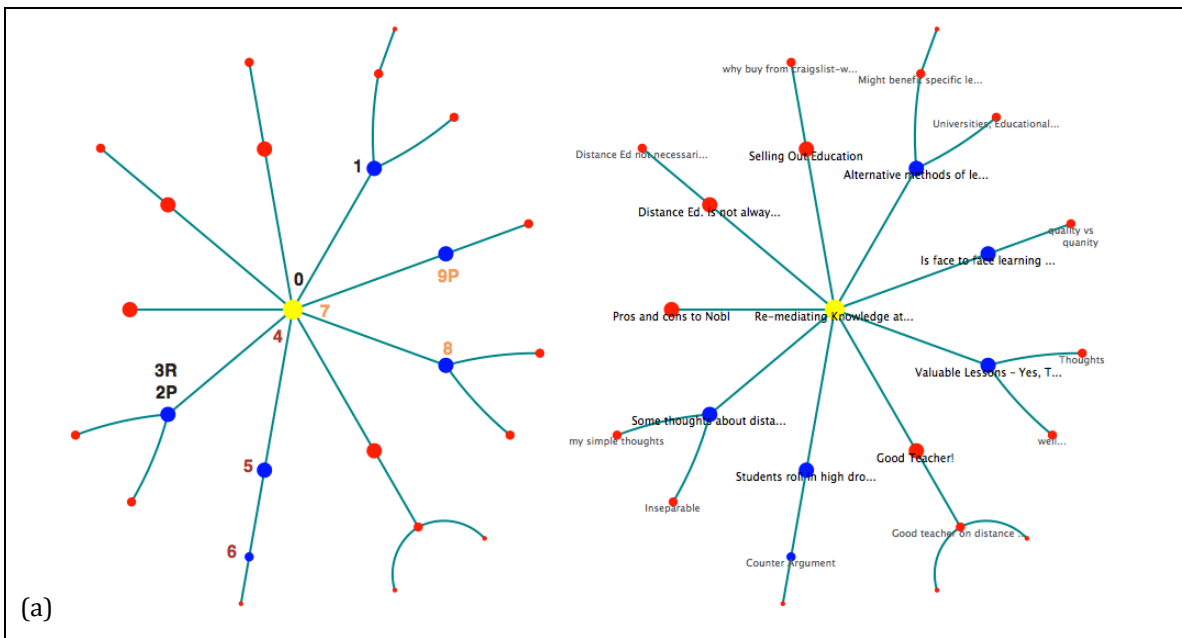 1
0
9P
7
4
8
3R
2P
5
6
(a)
why buy from craigslist-w...
Might benefit specific le...
Universities, Educational...
Distance Ed not necessari...
Selling Out Education
Alternative methods of le...
Distance Ed. is not alway...
quality vs
quanity
Is face to face learning ...
Pros and cons to Nobl
Re-mediating Knowledge at...
Thoughts
Valuable Lessons - Yes, T...
Some thoughts about dista...
my simple thoughts
well...
Good Teacher!
Students roll in high dro...
Inseparable
Good teacher on distance ...
Counter Argument